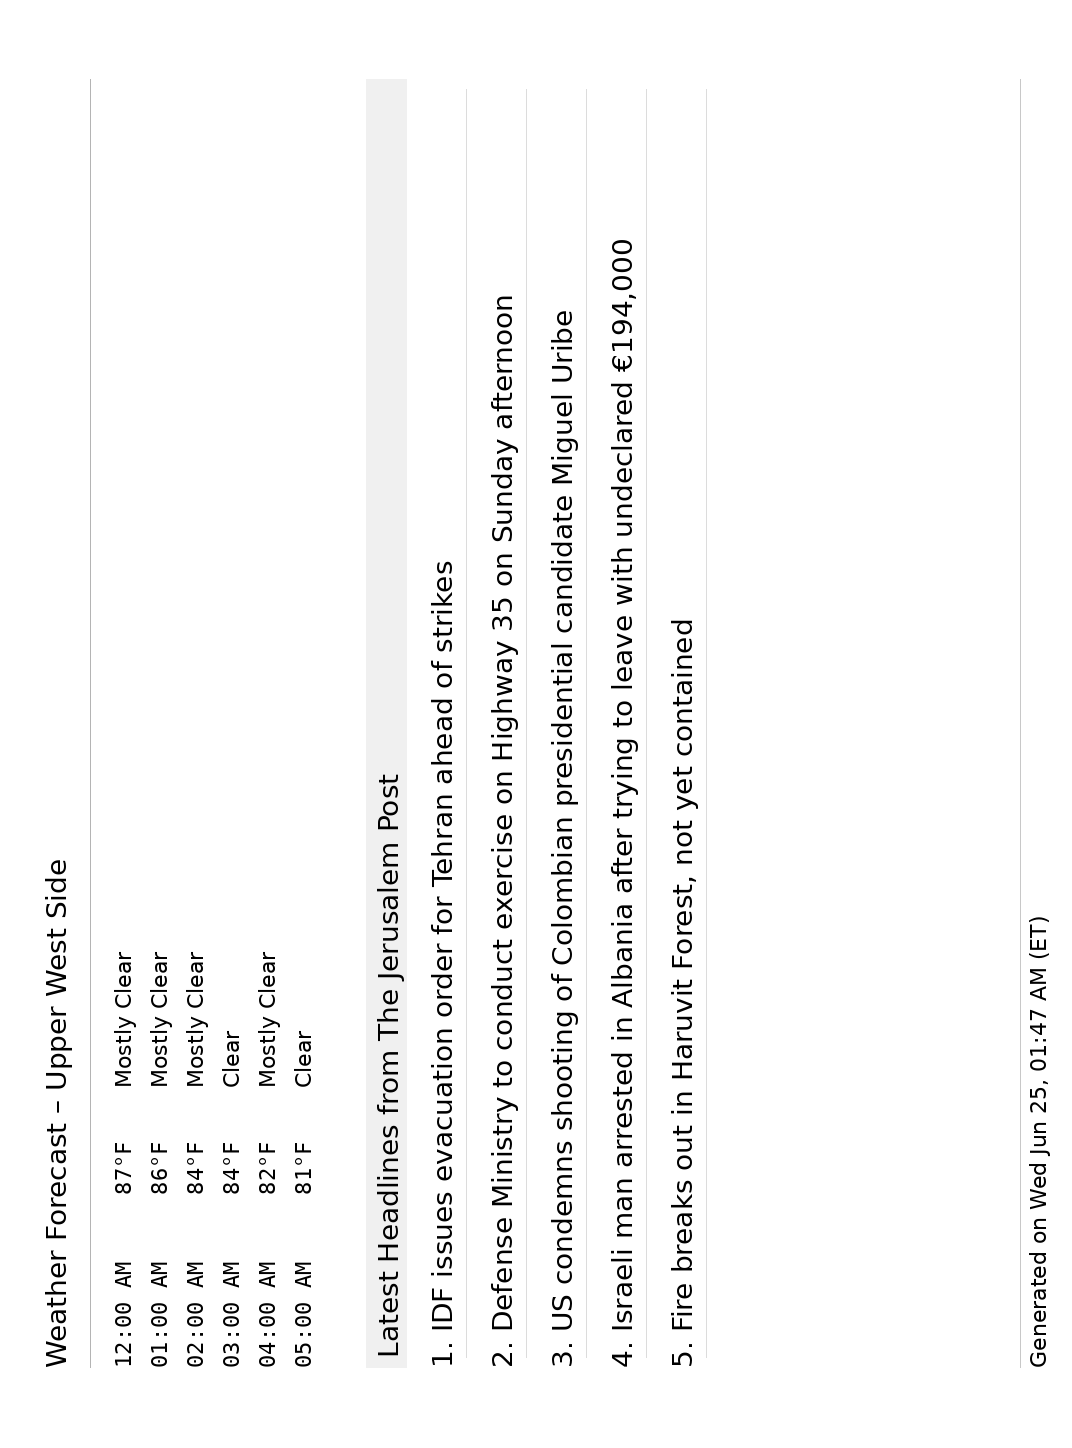 Weather Forecast – Upper West Side
12:00 AM 87°F Mostly Clear
01:00 AM 86°F Mostly Clear
02:00 AM 84°F Mostly Clear
03:00 AM 84°F Clear
04:00 AM 82°F Mostly Clear
05:00 AM 81°F Clear
Latest Headlines from The Jerusalem Post
1. IDF issues evacuation order for Tehran ahead of strikes
2. Defense Ministry to conduct exercise on Highway 35 on Sunday afternoon
3. US condemns shooting of Colombian presidential candidate Miguel Uribe
4. Israeli man arrested in Albania after trying to leave with undeclared €194,000
5. Fire breaks out in Haruvit Forest, not yet contained
Generated on Wed Jun 25, 01:47 AM (ET)